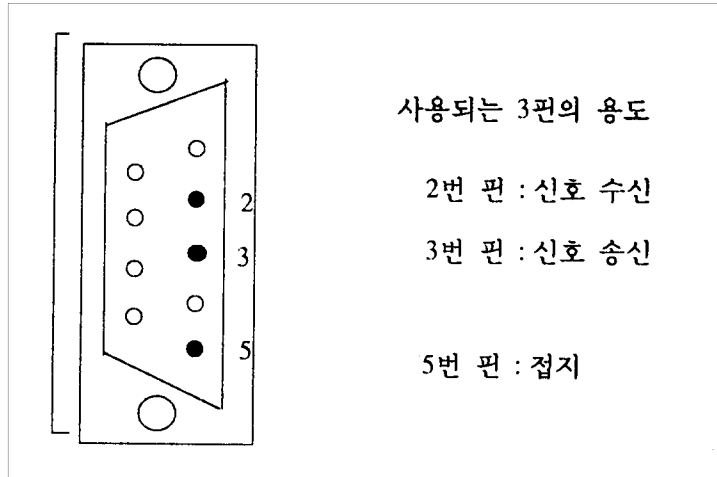 사용되는 3핀의 용도
2
2번 핀 : 신호 수신
3
3번 핀 : 신호 송신
5
5번 핀 : 접지